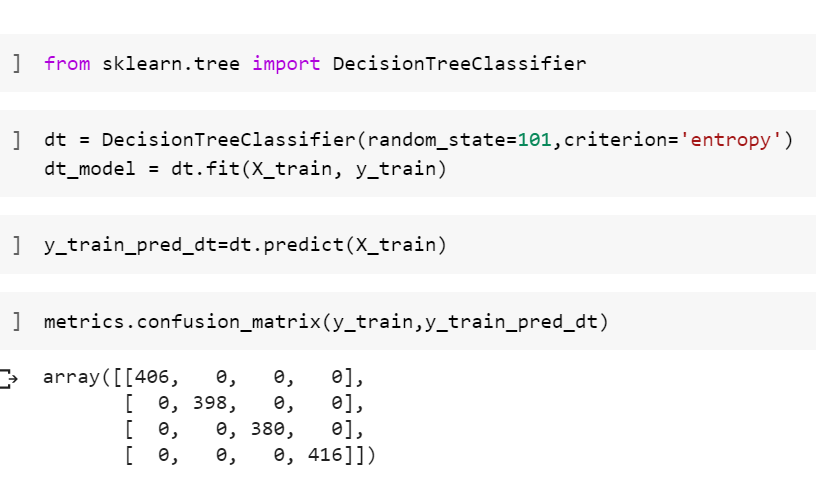 ] from sklearn.tree import DecisionTreeClassifier
] dt = DecisionTreeClassifier(random_state=101,criterion='entropy')
dt_model = dt.fit(X_train, y_train)
] y_train_pred_dt=dt.predict(X_train)
] metrics.confusion_matrix(y_train,y_train_pred_dt)
array([[406,   0,   0,   0],
       [  0, 398,   0,   0],
       [  0,   0, 380,   0],
       [  0,   0,   0, 416]])